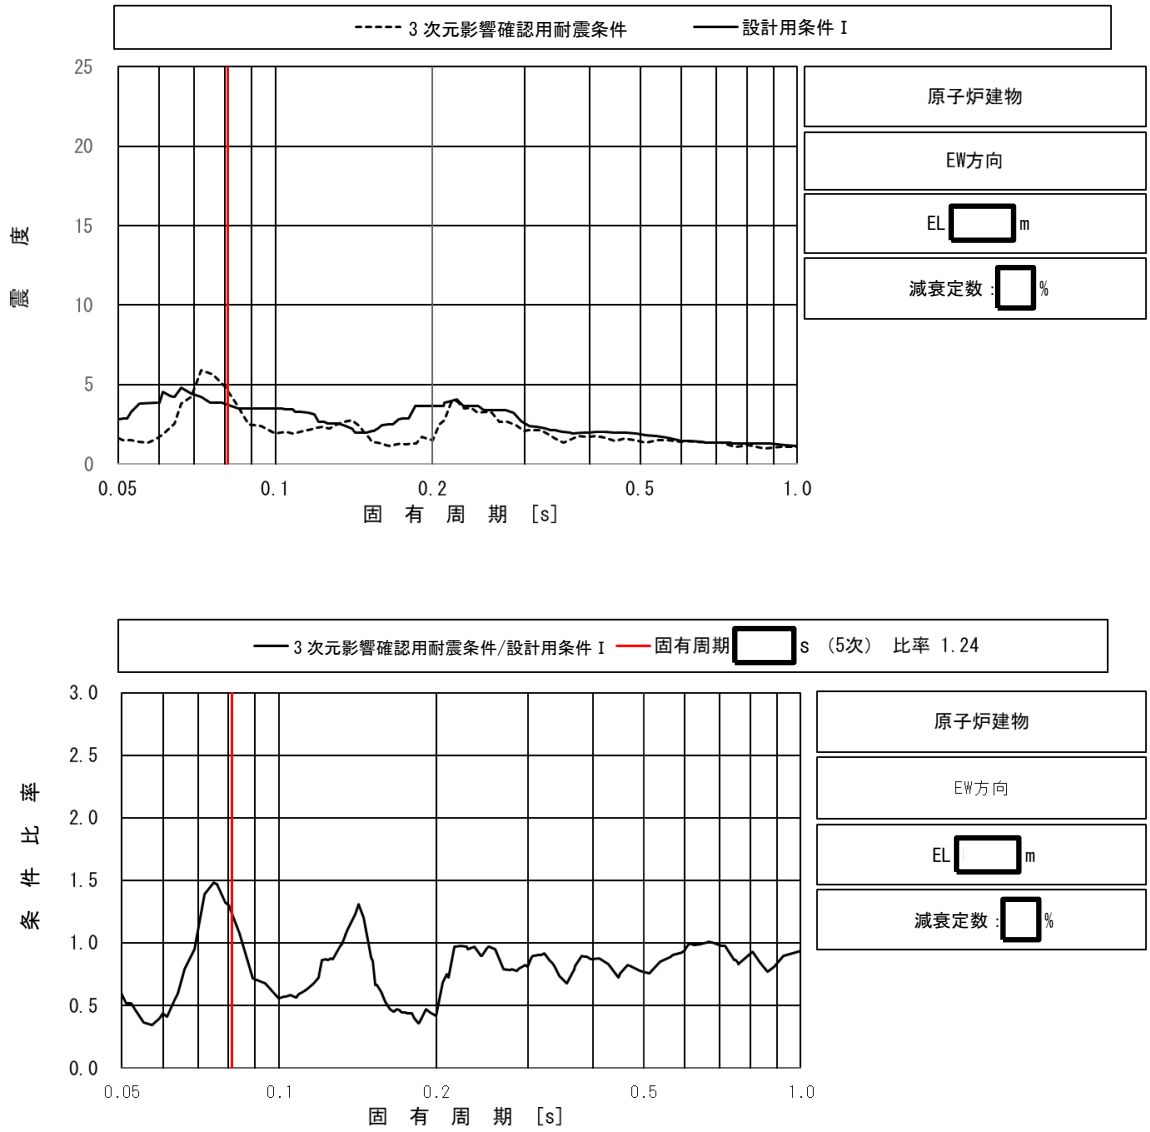 3次元影響確認用耐震条件 設計用条件Ⅰ
25
20
15
10
5
0
震度
0.05 0.1 0.2 0.5 1.0
固有周期 [s]
原子炉建物
EW方向
EL m
減衰定数: %
3次元影響確認用耐震条件/設計用条件Ⅰ 固有周期 s (5次) 比率 1.24
3.0
2.5
2.0
1.5
1.0
0.5
0.0
条件比率
0.05 0.1 0.2 0.5 1.0
固有周期 [s]
原子炉建物
EW方向
EL m
減衰定数: %